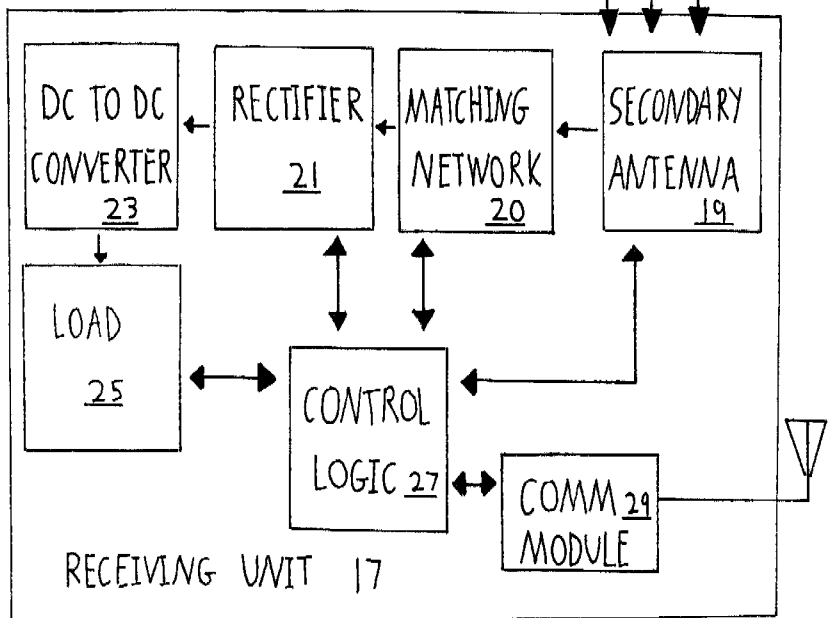 DC TO DC
CONVERTER
23
RECTIFIER
21
MATCHING
NETWORK
20
SECONDARY
ANTENNA
19
LOAD
25
CONTROL
LOGIC 27
COMM 29
MODULE
RECEIVING UNIT 17